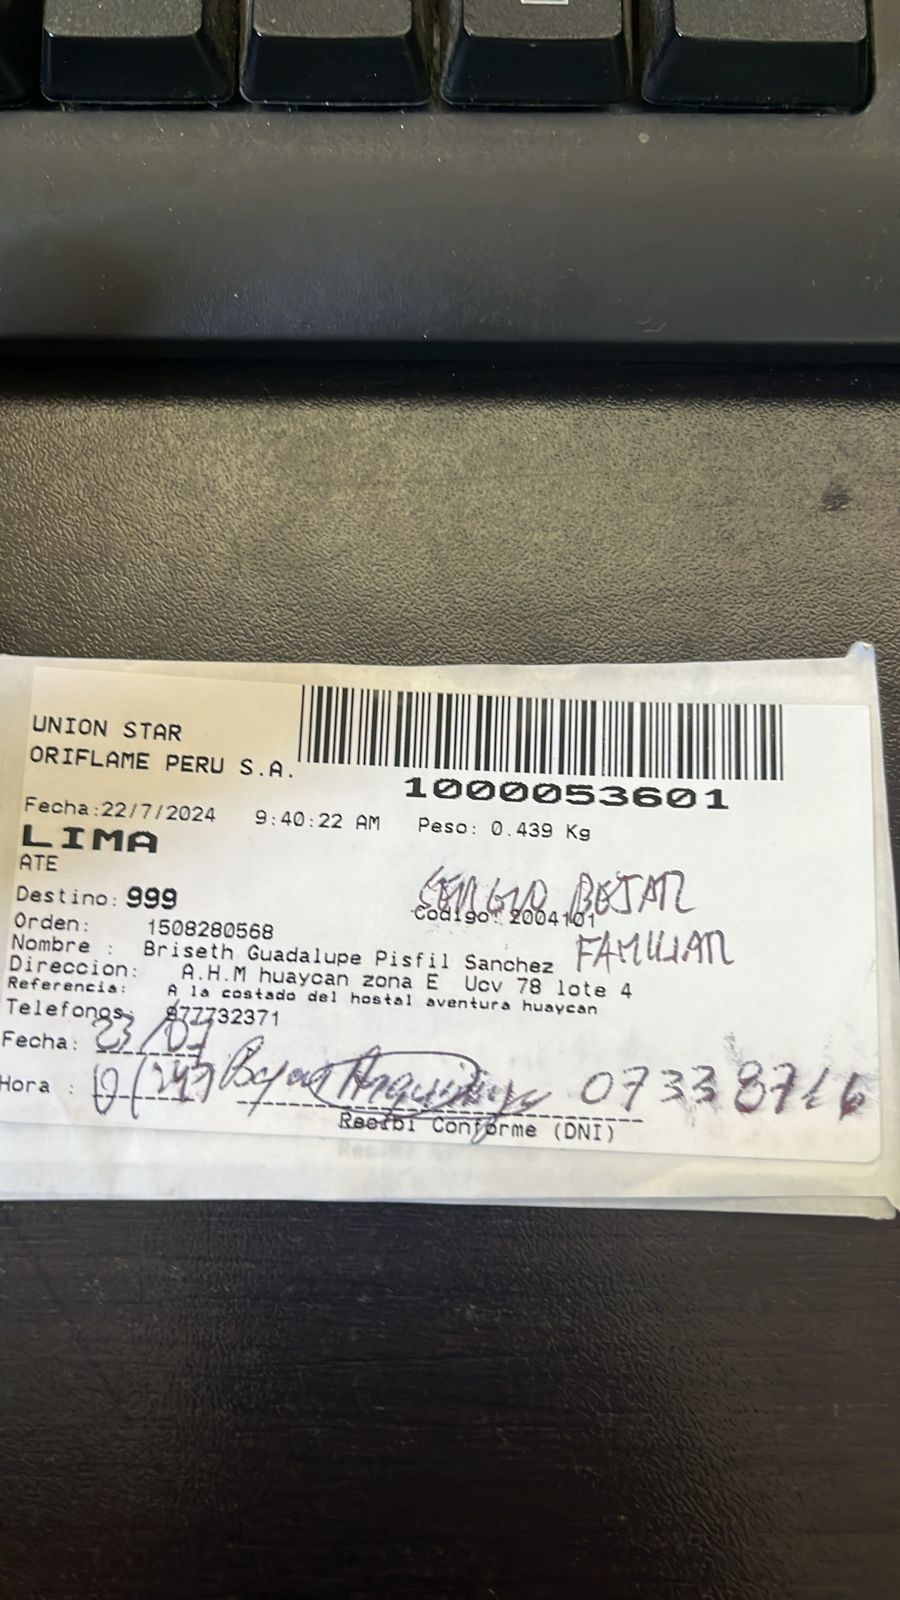 UNION STAR
ORIFLAME PERU S.A.
1000053601
Fecha:22/7/2024 9:40:22 AM Peso: 0.439 Kg
LIMA
ATE
Destino: 999
BEJAR
Orden: 1508280568 Codigo: 2004101
FAMILIAR
Nombre : Briseth Guadalupe Pisfil Sanchez
Direccion: A.H.M huaycan zona E Ucv 78 lote 4
Referencia: A la costado del hostal aventura huaycan
Telefonos: 977732371
Fecha: 23/07
Hora :
Recibi Conforme (DNI)